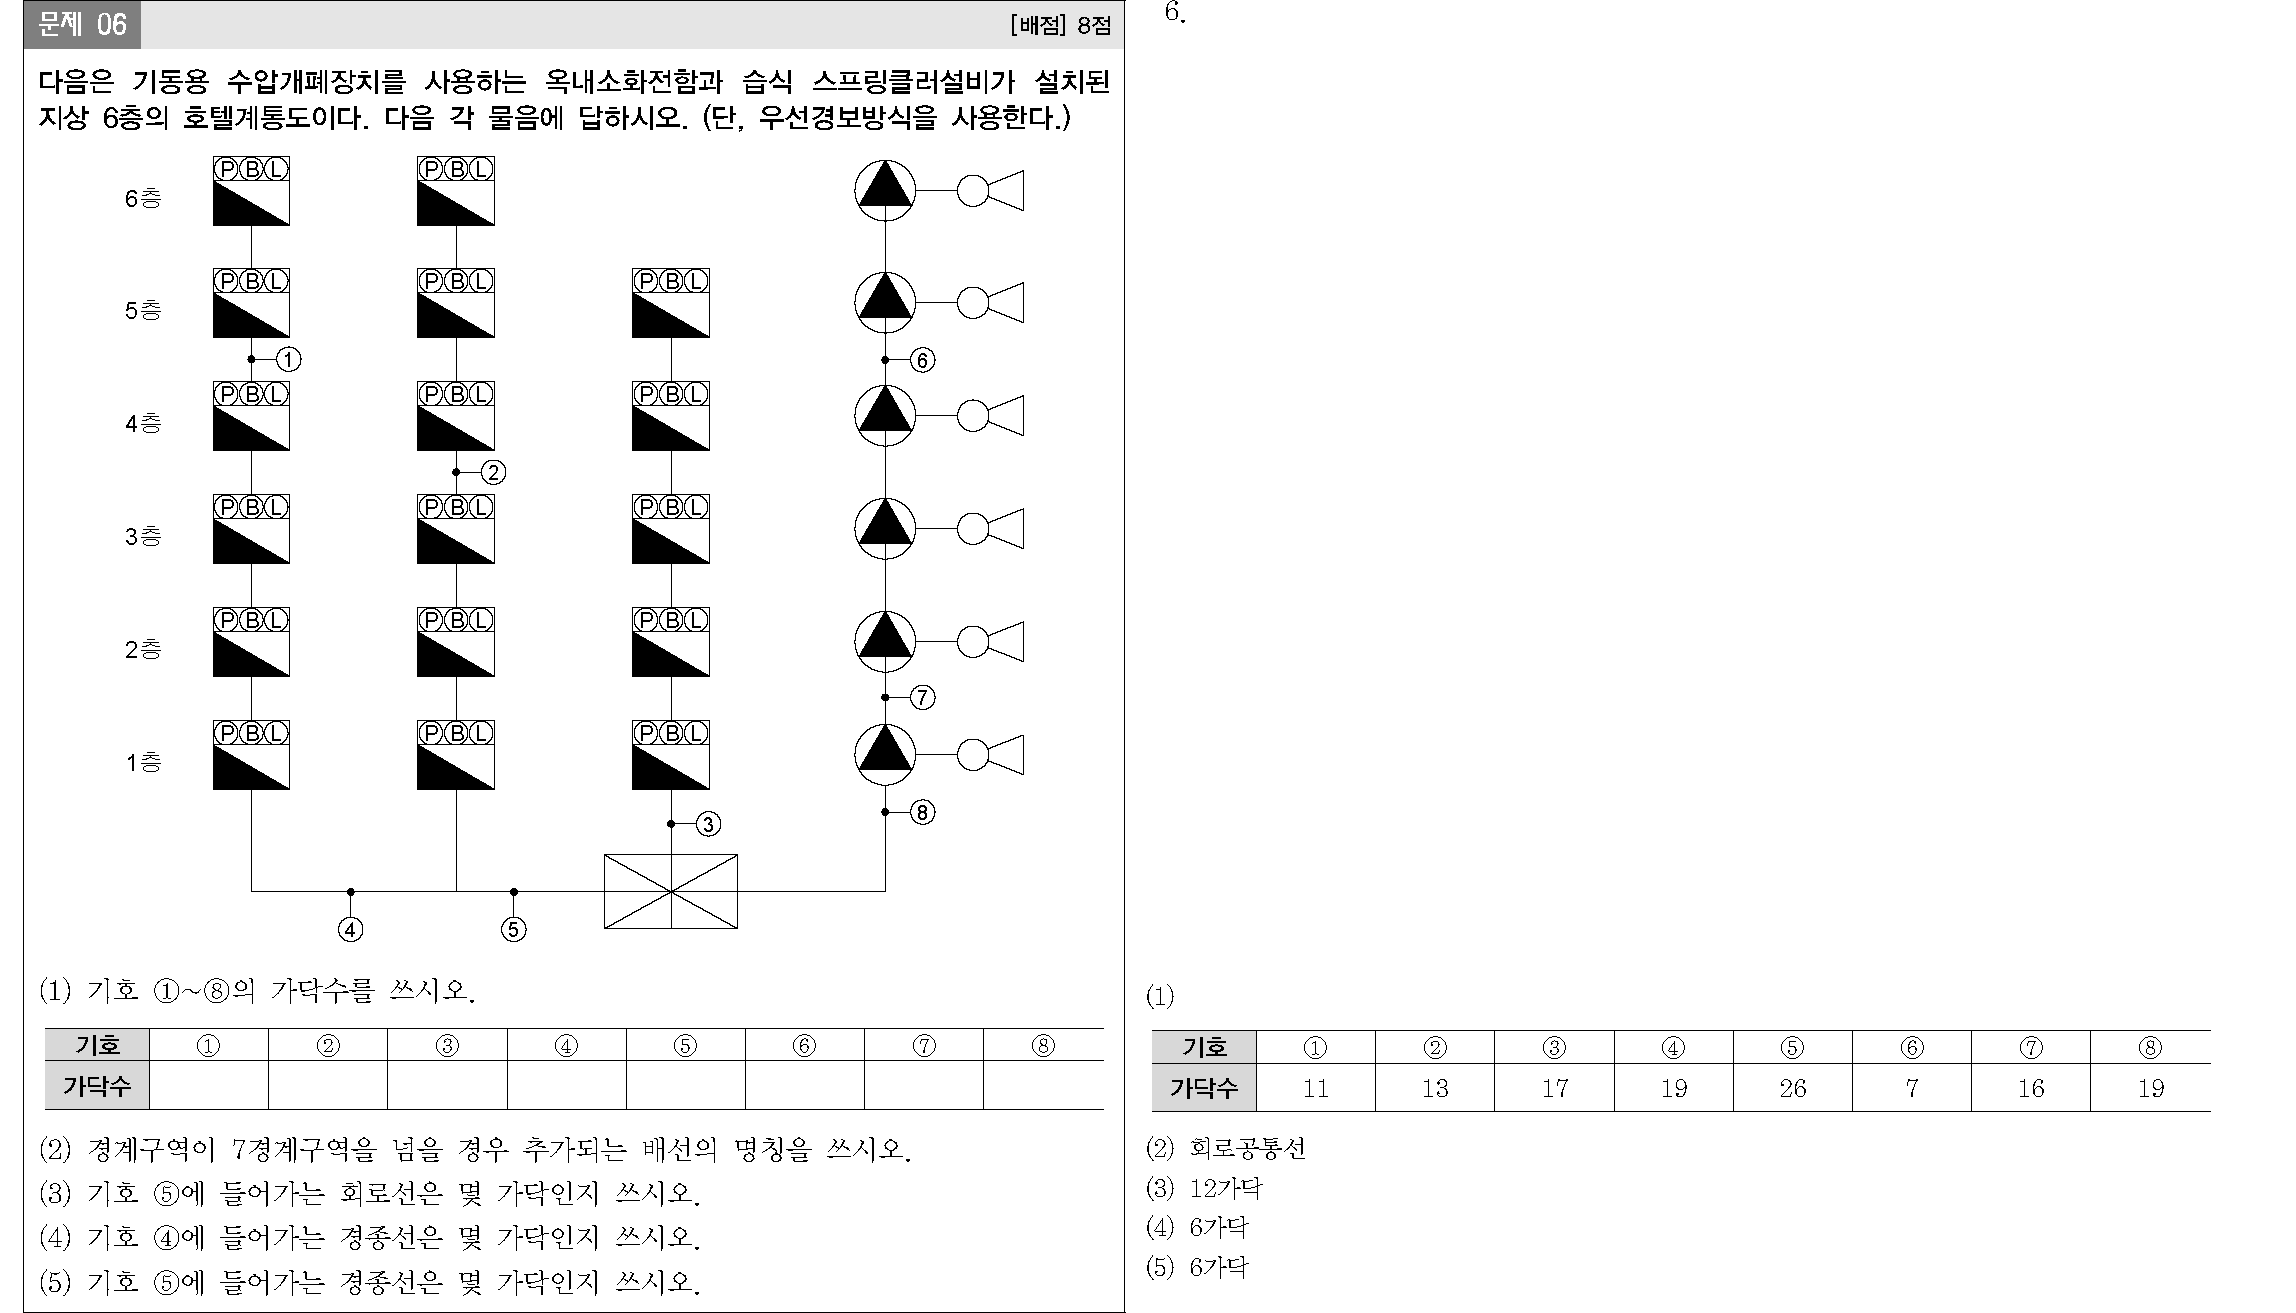 문제 06 [배점] 8점
다음은 기동용 수압개폐장치를 사용하는 옥내소화전함과 습식 스프링클러설비가 설치된
지상 6층의 호텔계통도이다. 다음 각 물음에 답하시오. (단, 우선경보방식을 사용한다.)
6층 P B L P B L
5층 P B L P B L P B L
① ⑥
4층 P B L P B L P B L
②
3층 P B L P B L P B L
2층 P B L P B L P B L
⑦
1층 P B L P B L P B L
③ ⑧
④ ⑤
(1) 기호 ①~⑧의 가닥수를 쓰시오.
기호 ① ② ③ ④ ⑤ ⑥ ⑦ ⑧
가닥수
(2) 경계구역이 7경계구역을 넘을 경우 추가되는 배선의 명칭을 쓰시오.
(3) 기호 ⑤에 들어가는 회로선은 몇 가닥인지 쓰시오.
(4) 기호 ④에 들어가는 경종선은 몇 가닥인지 쓰시오.
(5) 기호 ⑤에 들어가는 경종선은 몇 가닥인지 쓰시오.
6.
(1)
기호 ① ② ③ ④ ⑤ ⑥ ⑦ ⑧
가닥수 11 13 17 19 26 7 16 19
(2) 회로공통선
(3) 12가닥
(4) 6가닥
(5) 6가닥